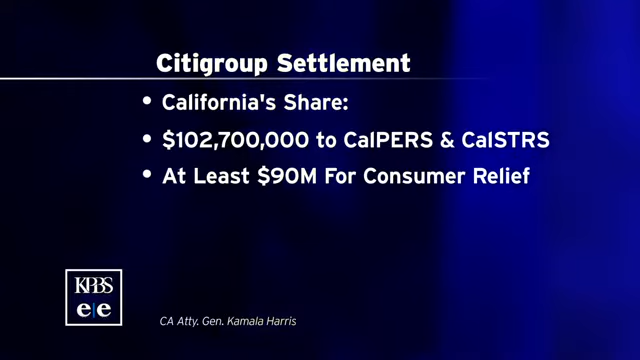 Citigroup Settlement
• California's Share:
• $102,700,000 to CalPERS & CalSTRS
• At Least $90M For Consumer Relief
KPBS
e|e
CA Atty. Gen. Kamala Harris